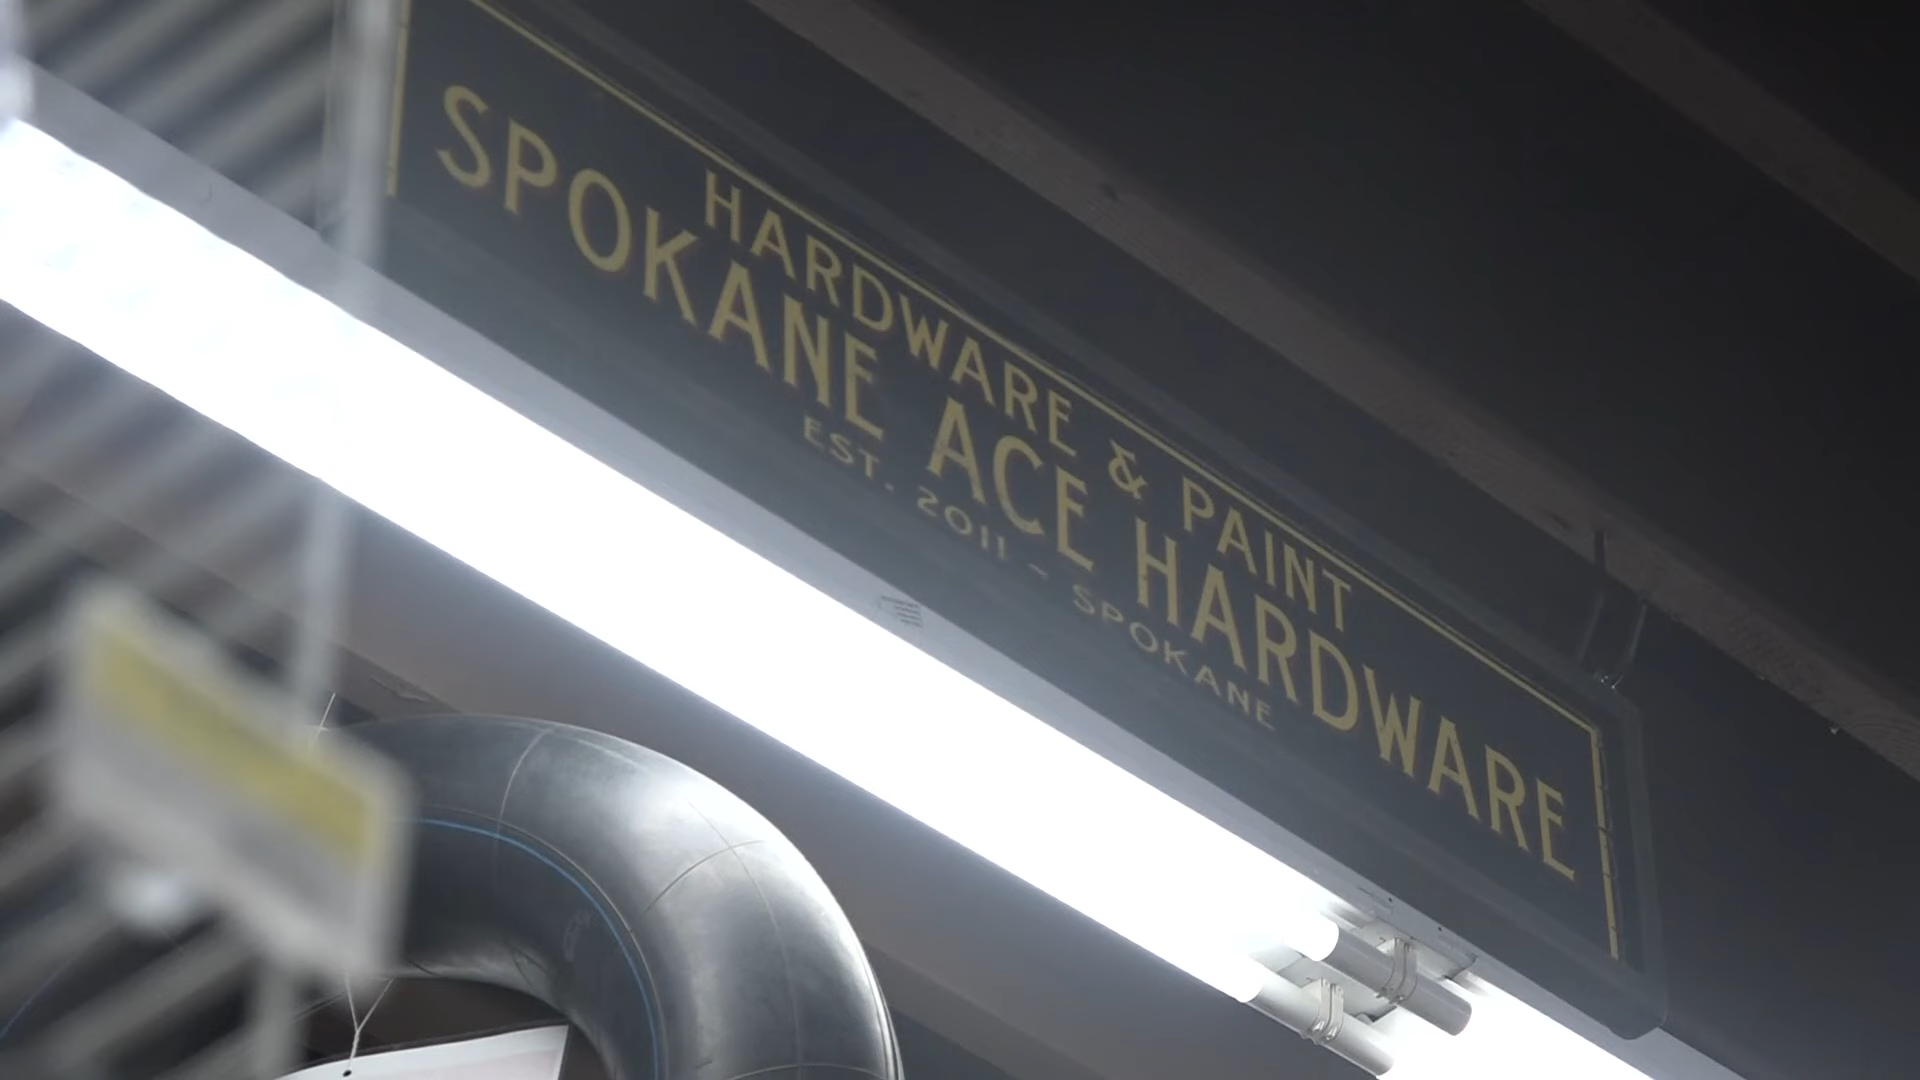 HARDWARE & PAINT
SPOKANE ACE HARDWARE
EST. 2011 - SPOKANE